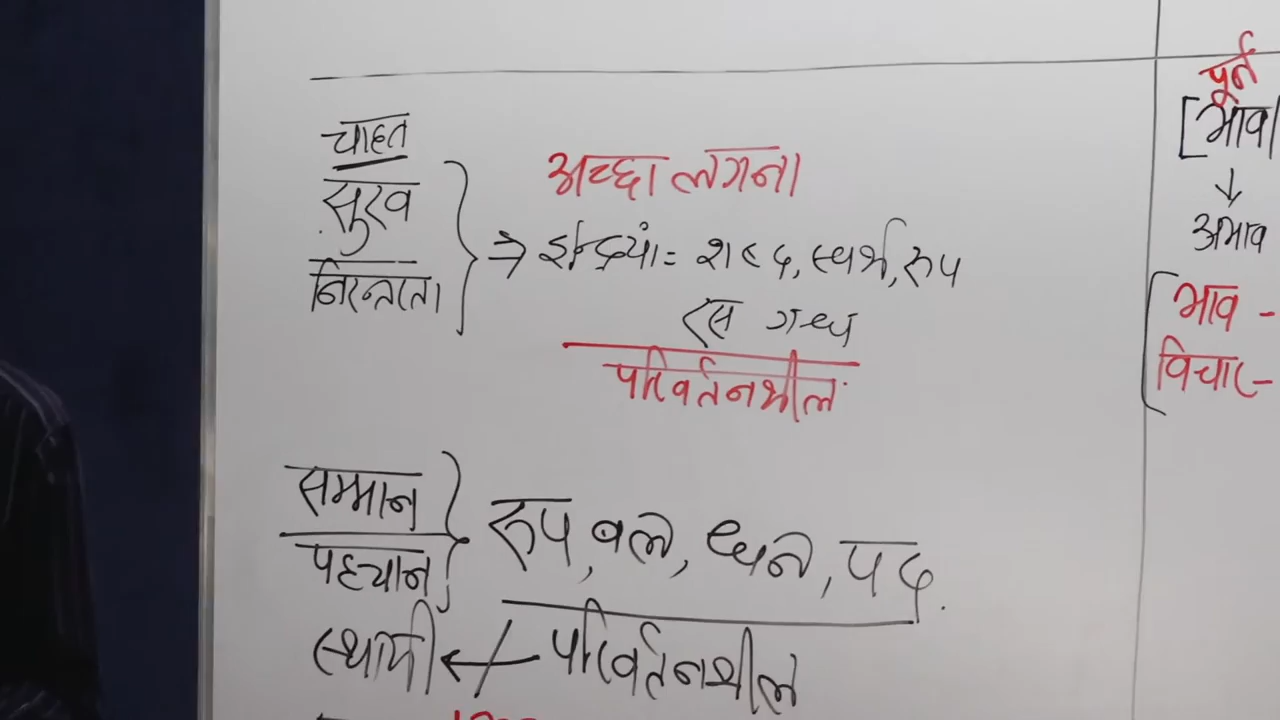 चाहत
सुख
निरन्तरता
अच्छा लगना
⇒ इन्द्रियां = शब्द, स्पर्श, रूप
रस गन्ध
परिवर्तनशील
सम्मान
पहचान
रूप, बल, धन, पद.
स्थायी परिवर्तनशील
[भाव
↓
अभाव
भाव -
विचार -